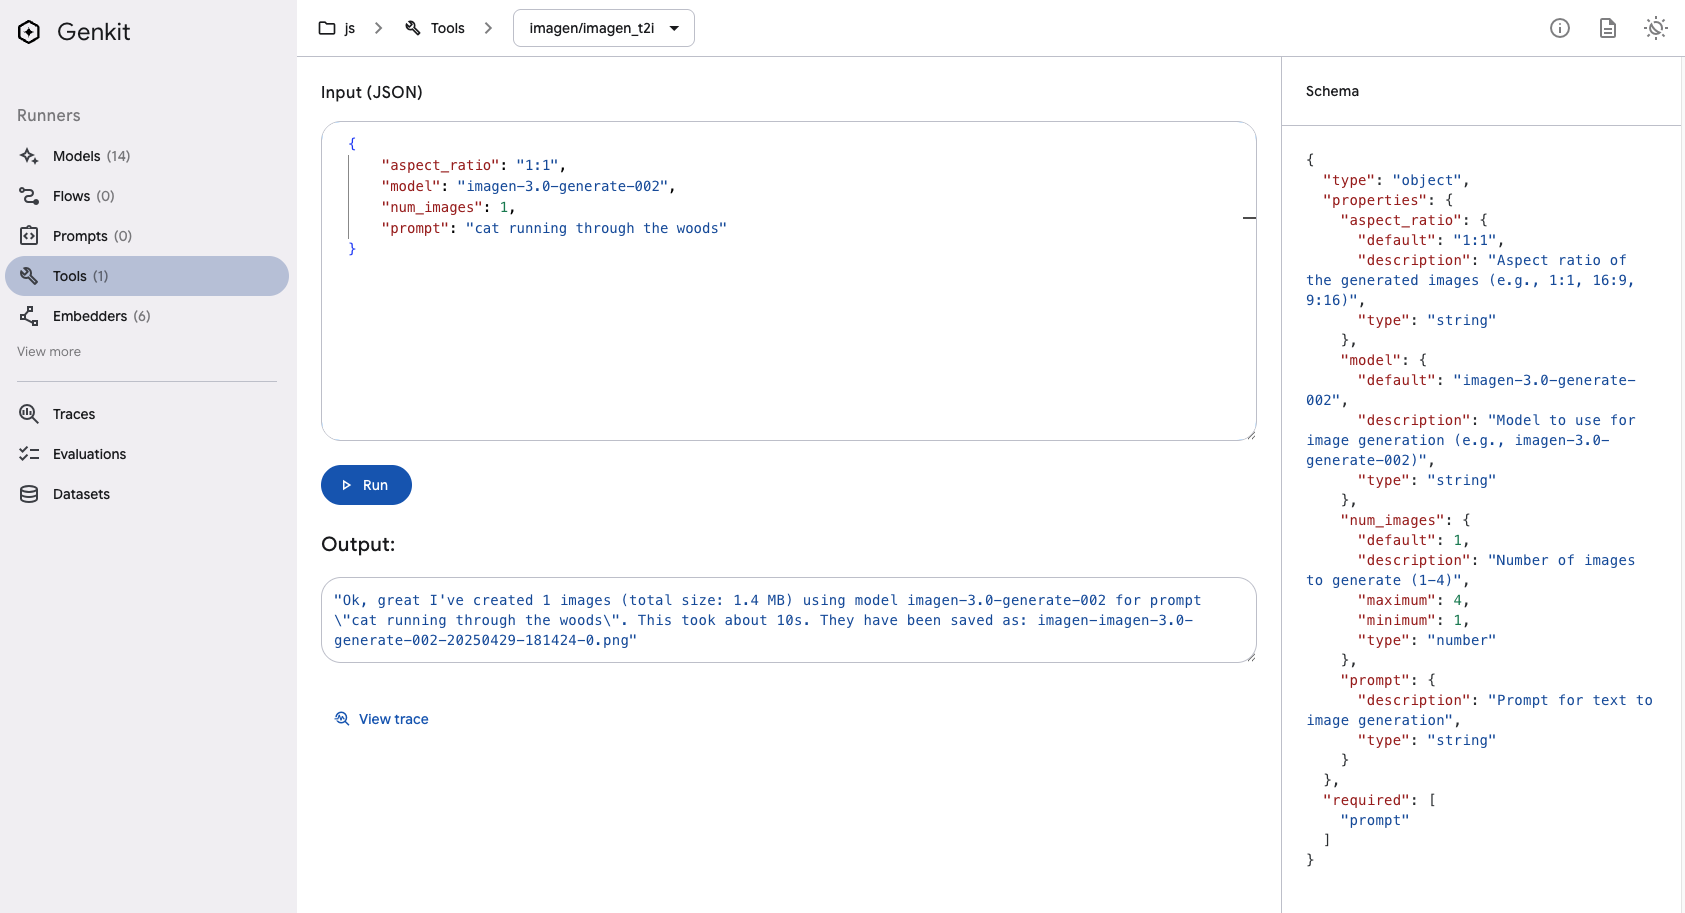 Genkit
js
Tools
imagen/imagen_t2i
Runners
Models (14)
Flows (0)
Prompts (0)
Tools (1)
Embedders (6)
View more
Traces
Evaluations
Datasets
Input (JSON)
{
"aspect_ratio": "1:1",
"model": "imagen-3.0-generate-002",
"num_images": 1,
"prompt": "cat running through the woods"
}
Run
Output:
"Ok, great I've created 1 images (total size: 1.4 MB) using model imagen-3.0-generate-002 for prompt
\"cat running through the woods\". This took about 10s. They have been saved as: imagen-imagen-3.0-
generate-002-20250429-181424-0.png"
View trace
Schema
{
"type": "object",
"properties": {
"aspect_ratio": {
"default": "1:1",
"description": "Aspect ratio of
the generated images (e.g., 1:1, 16:9,
9:16)",
"type": "string"
},
"model": {
"default": "imagen-3.0-generate-
002",
"description": "Model to use for
image generation (e.g., imagen-3.0-
generate-002)",
"type": "string"
},
"num_images": {
"default": 1,
"description": "Number of images
to generate (1-4)",
"maximum": 4,
"minimum": 1,
"type": "number"
},
"prompt": {
"description": "Prompt for text to
image generation",
"type": "string"
}
},
"required": [
"prompt"
]
}